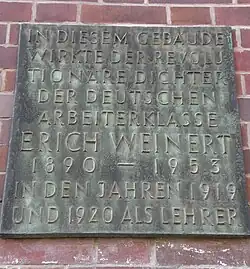 IN DIESEM GEBÄUDE
WIRKTE DER REVOLU
TIONÄRE DICHTER
DER DEUTSCHEN
ARBEITERKLASSE
ERICH WEINERT
1890 – 1953
IN DEN JAHREN 1919
UND 1920 ALS LEHRER